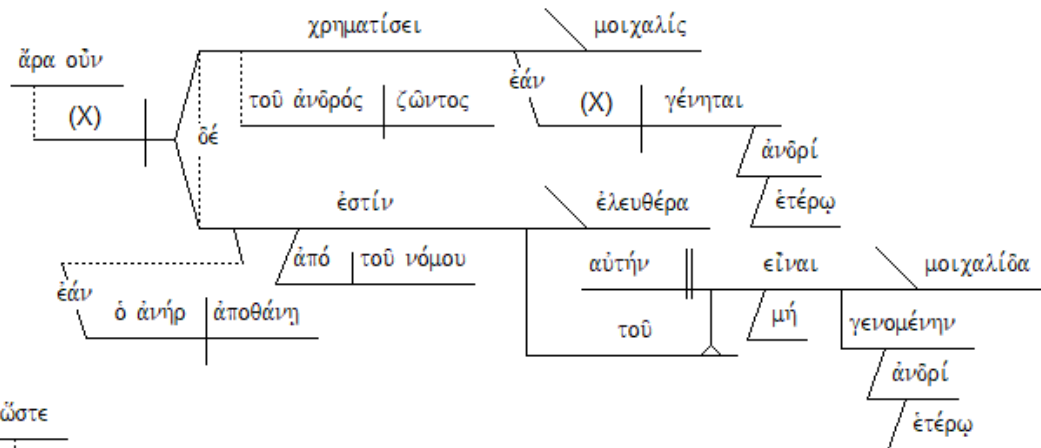 χρηματίσει μοιχαλίς
ἄρα οὖν
(X) δέ τοῦ ἀνδρός ζῶντος ἐάν (X) γένηται
ἀνδρί
ἑτέρῳ
ἐστίν ἐλευθέρα
ἀπό τοῦ νόμου αὐτήν εἶναι μοιχαλίδα
ἐάν ὁ ἀνήρ ἀποθάνῃ τοῦ μή γενομένην
ἀνδρί
ἑτέρῳ
ὥστε